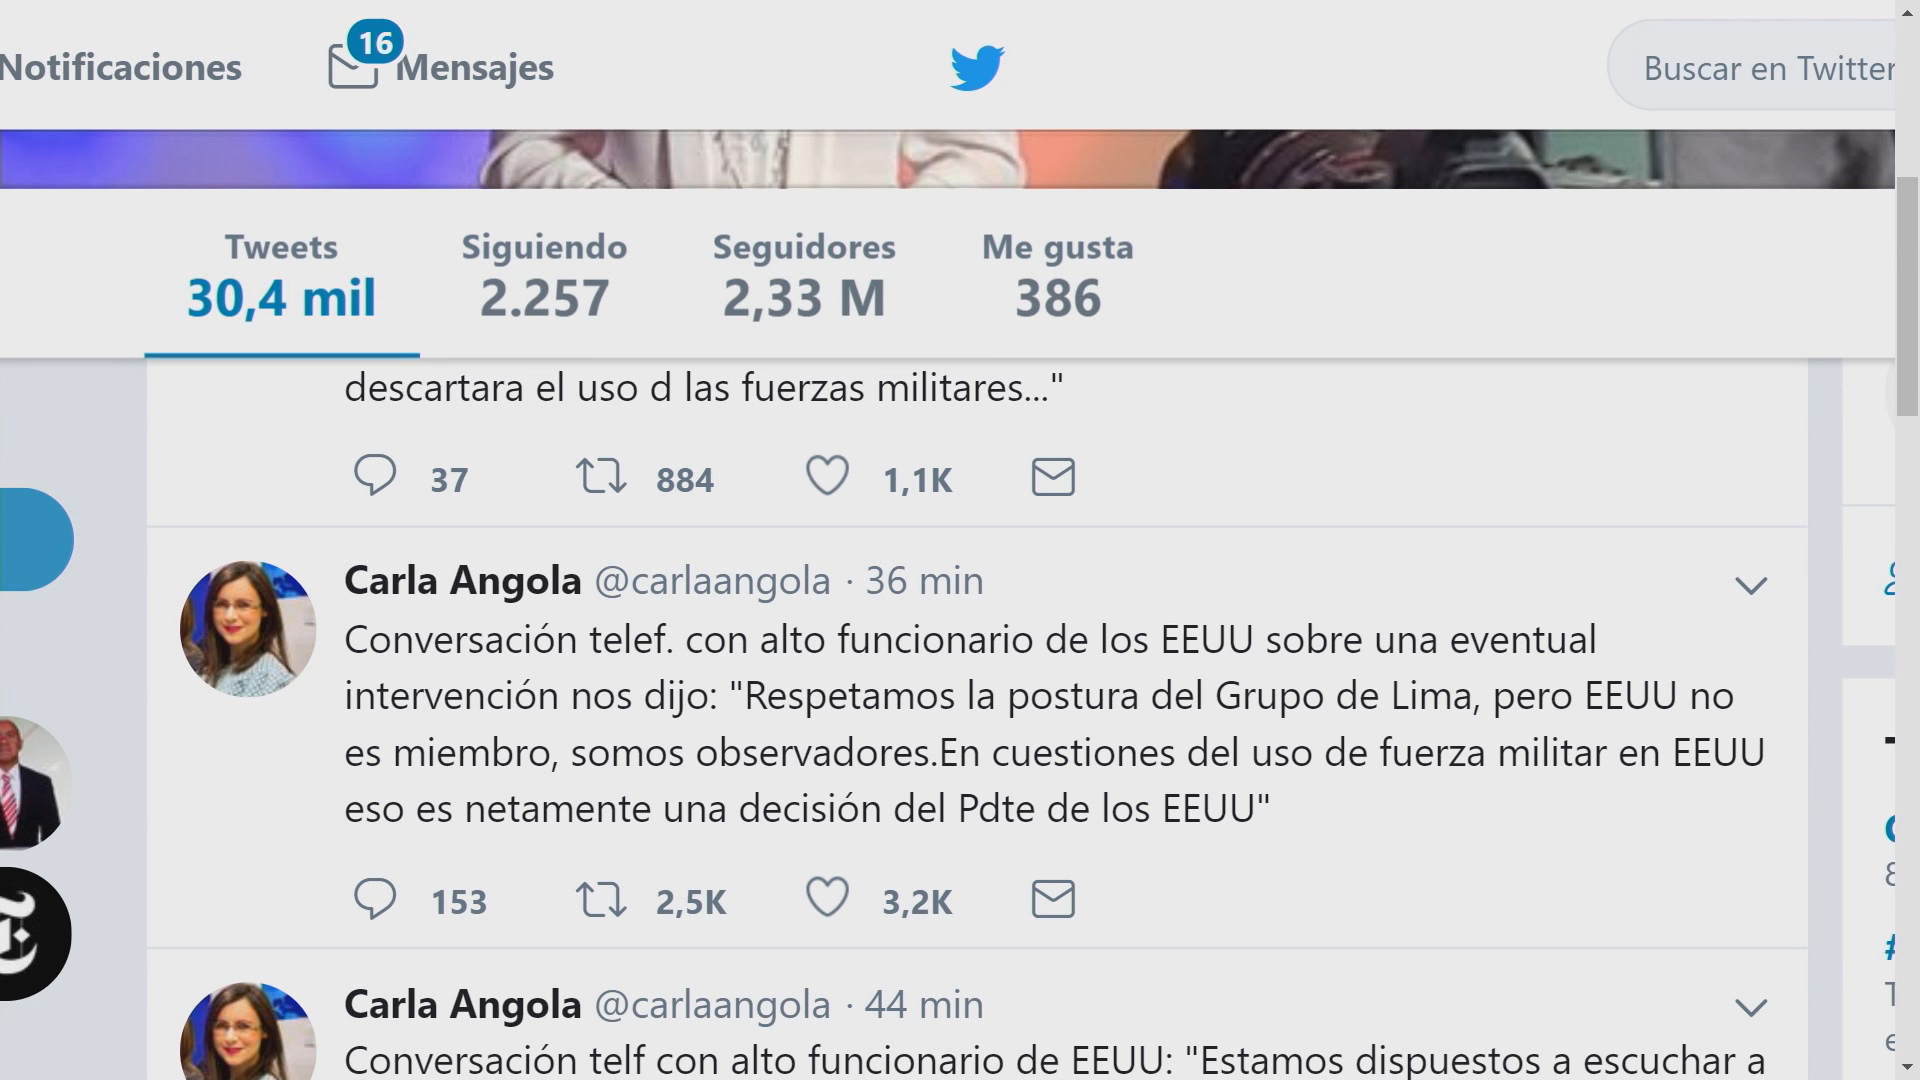 Notificaciones
16
Mensajes
Buscar en Twitter
Tweets
30,4 mil
Siguiendo
2.257
Seguidores
2,33 M
Me gusta
386
descartara el uso d las fuerzas militares..."
37 884 1,1K
Carla Angola @carlaangola · 36 min
Conversación telef. con alto funcionario de los EEUU sobre una eventual
intervención nos dijo: "Respetamos la postura del Grupo de Lima, pero EEUU no
es miembro, somos observadores.En cuestiones del uso de fuerza militar en EEUU
eso es netamente una decisión del Pdte de los EEUU"
153 2,5K 3,2K
Carla Angola @carlaangola · 44 min
Conversación telf con alto funcionario de EEUU: "Estamos dispuestos a escuchar a